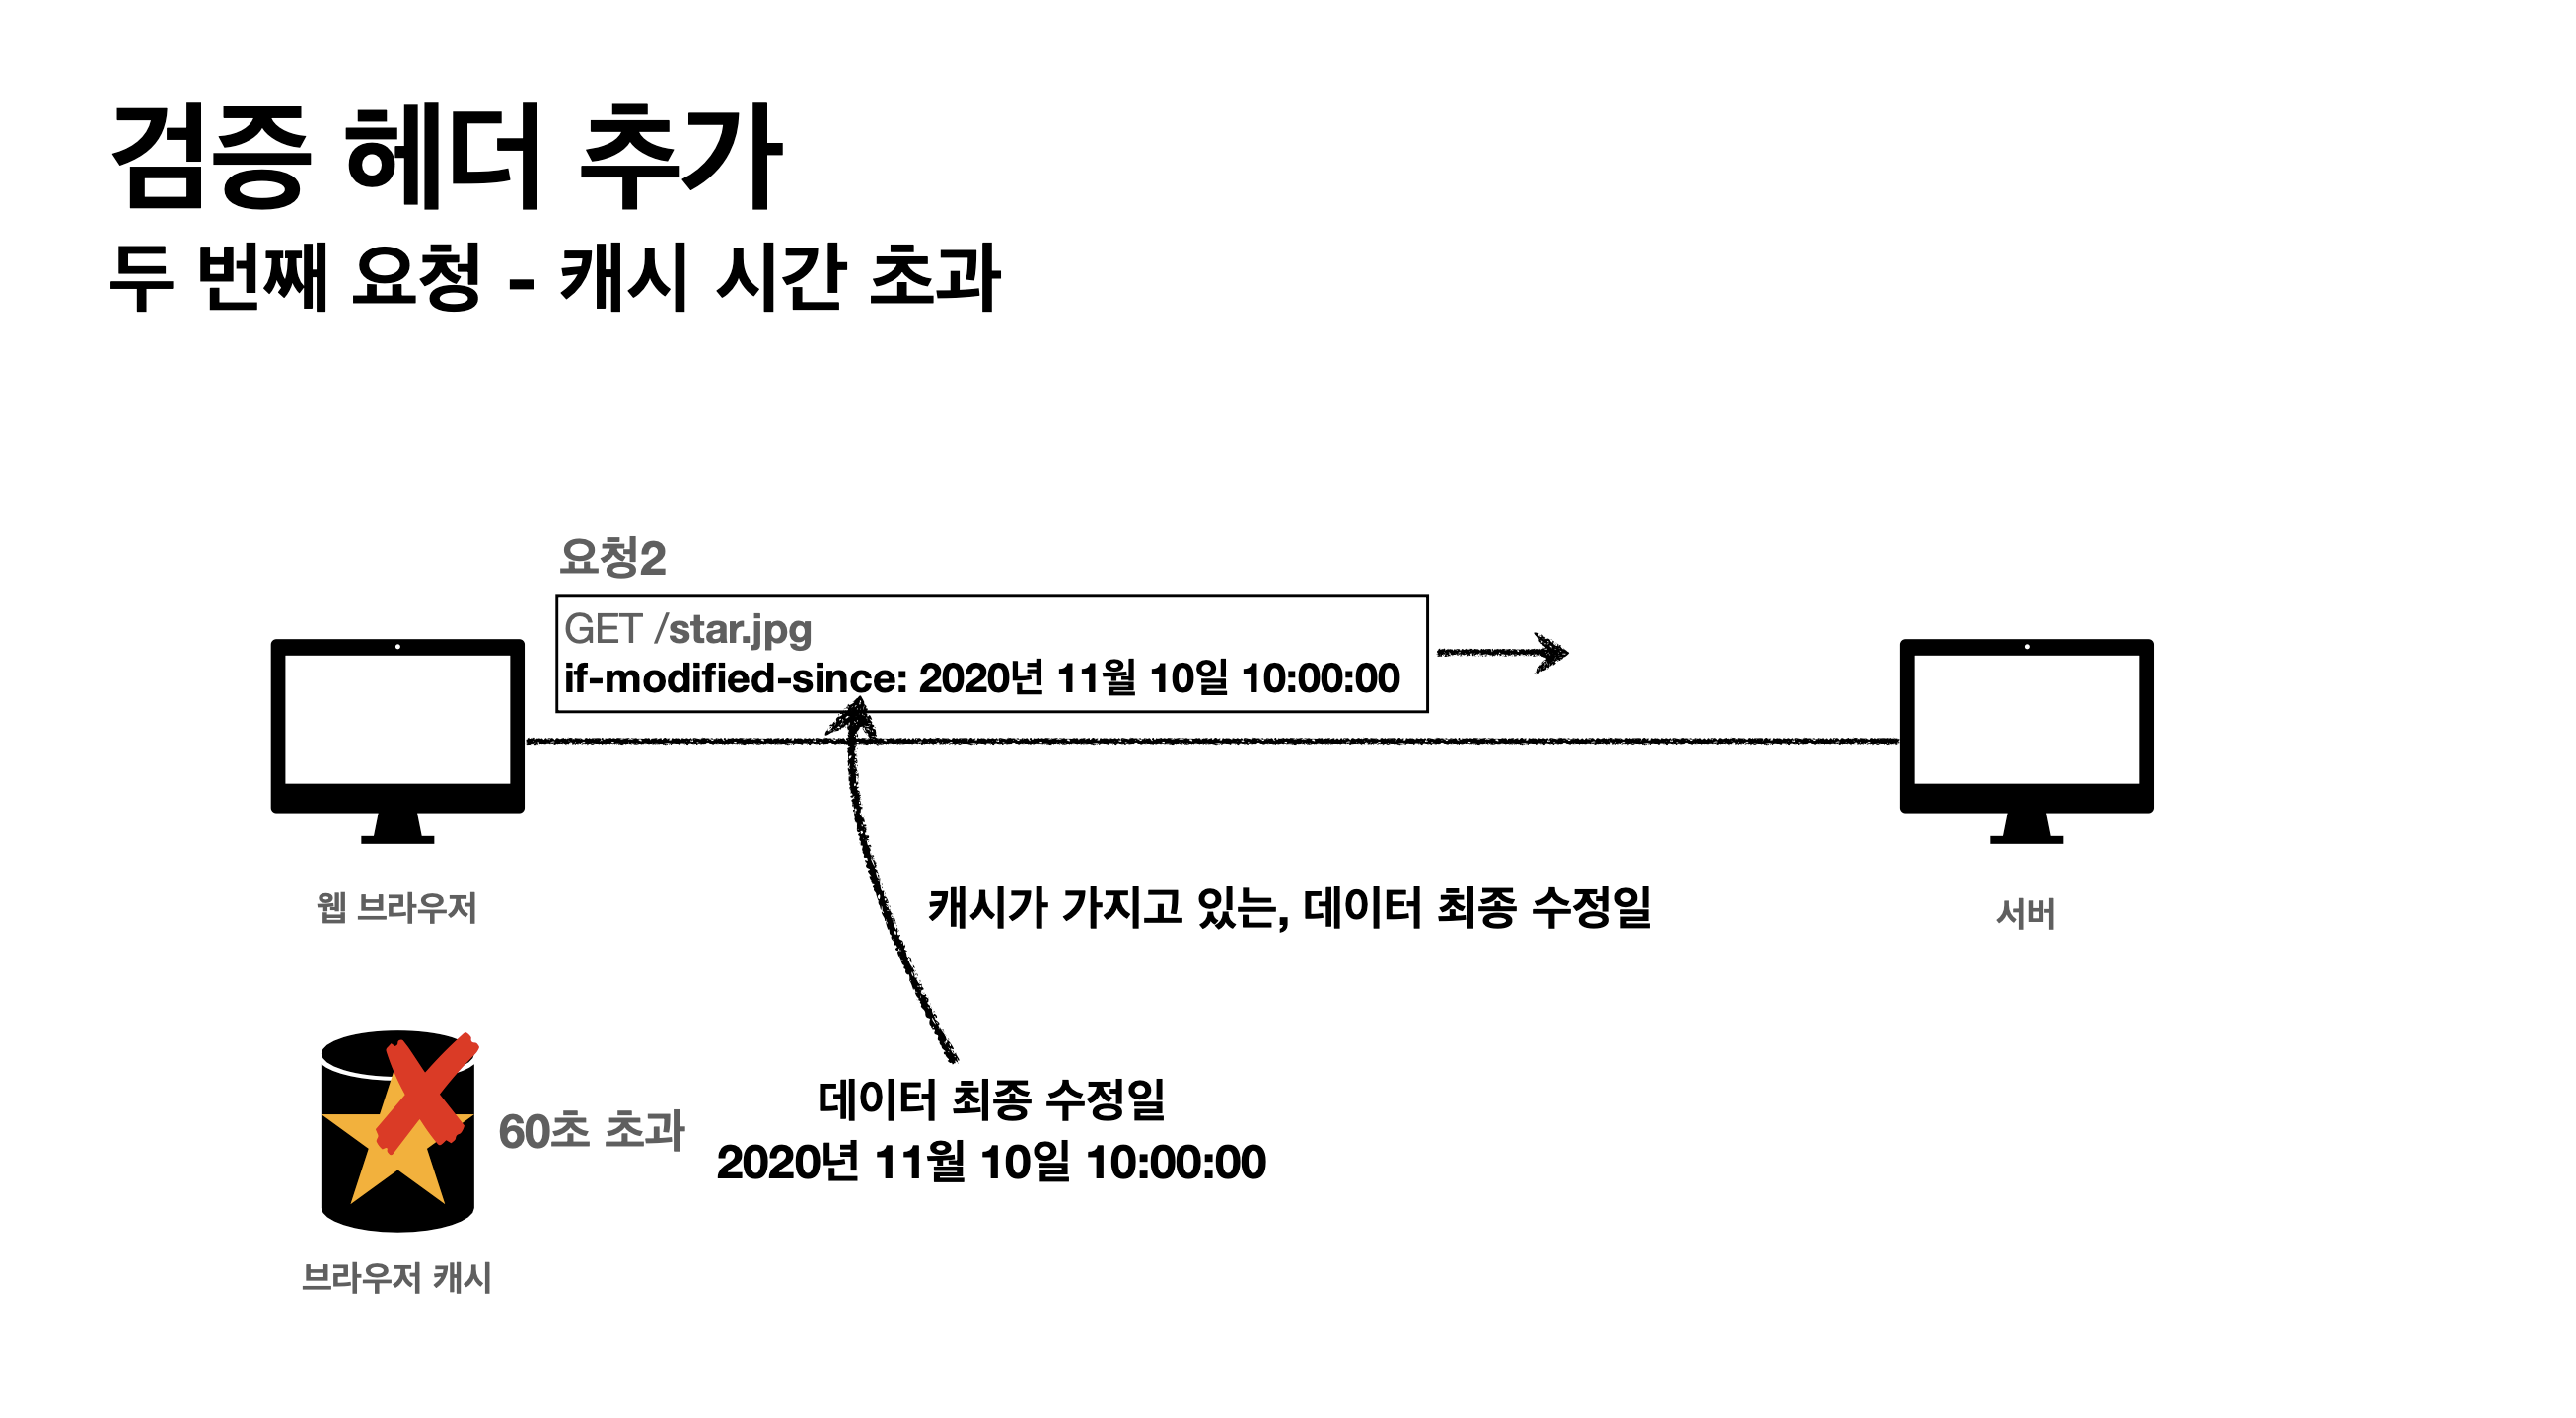 검증 헤더 추가
두 번째 요청 - 캐시 시간 초과
요청2
GET /star.jpg
if-modified-since: 2020년 11월 10일 10:00:00
웹 브라우저
캐시가 가지고 있는, 데이터 최종 수정일
서버
60초 초과
데이터 최종 수정일
2020년 11월 10일 10:00:00
브라우저 캐시